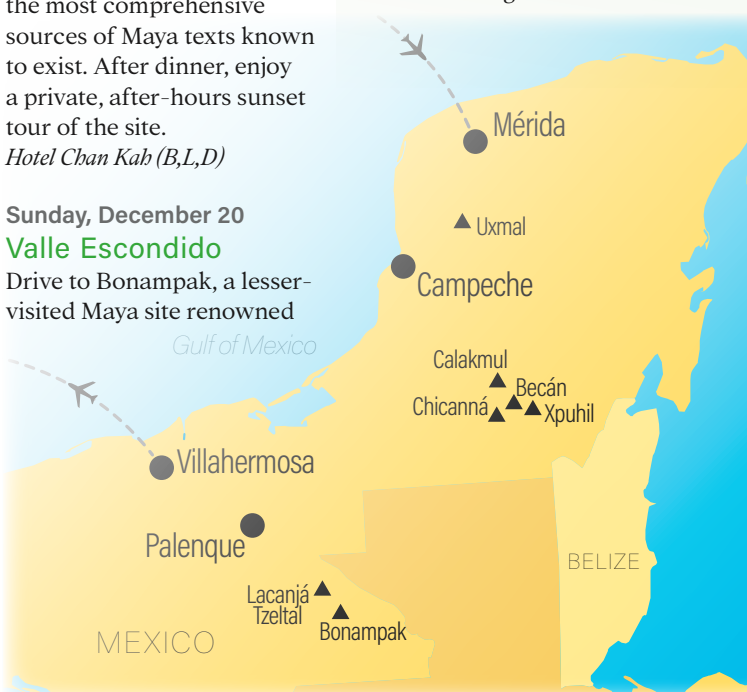 the most comprehensive
sources of Maya texts known
to exist. After dinner, enjoy
a private, after-hours sunset
tour of the site.
Hotel Chan Kah (B,L,D)
Sunday, December 20
Valle Escondido
Drive to Bonampak, a lesser-
visited Maya site renowned
Mérida
Uxmal
Campeche
Gulf of Mexico
Calakmul
Becán
Chicanná
Xpuhil
Villahermosa
Palenque
BELIZE
Lacanjá
Tzeltal
Bonampak
MEXICO